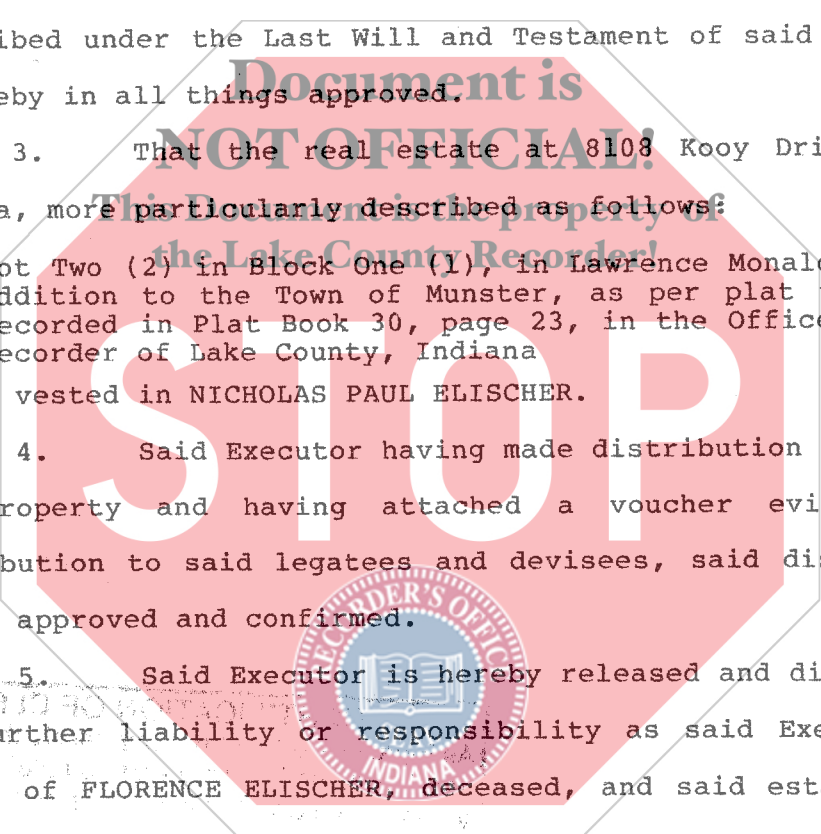 ibed under the Last Will and Testament of said
Document is
eby in all things approved.
NOT OFFICIAL!
3. That the real estate at 8108 Kooy Dri
This Document is the property of
a, more particularly described as follows:
the Lake County Recorder!
ot Two (2) in Block One (1), in Lawrence Monald
ddition to the Town of Munster, as per plat
ecorded in Plat Book 30, page 23, in the Office
ecorder of Lake County, Indiana
STOP
vested in NICHOLAS PAUL ELISCHER.
4. Said Executor having made distribution
roperty and having attached a voucher evi
bution to said legatees and devisees, said di
approved and confirmed.
RECORDER'S OFFICE
5. Said Executor is hereby released and di
urther liability or responsibility as said Exe
INDIANA
of FLORENCE ELISCHER, deceased, and said est